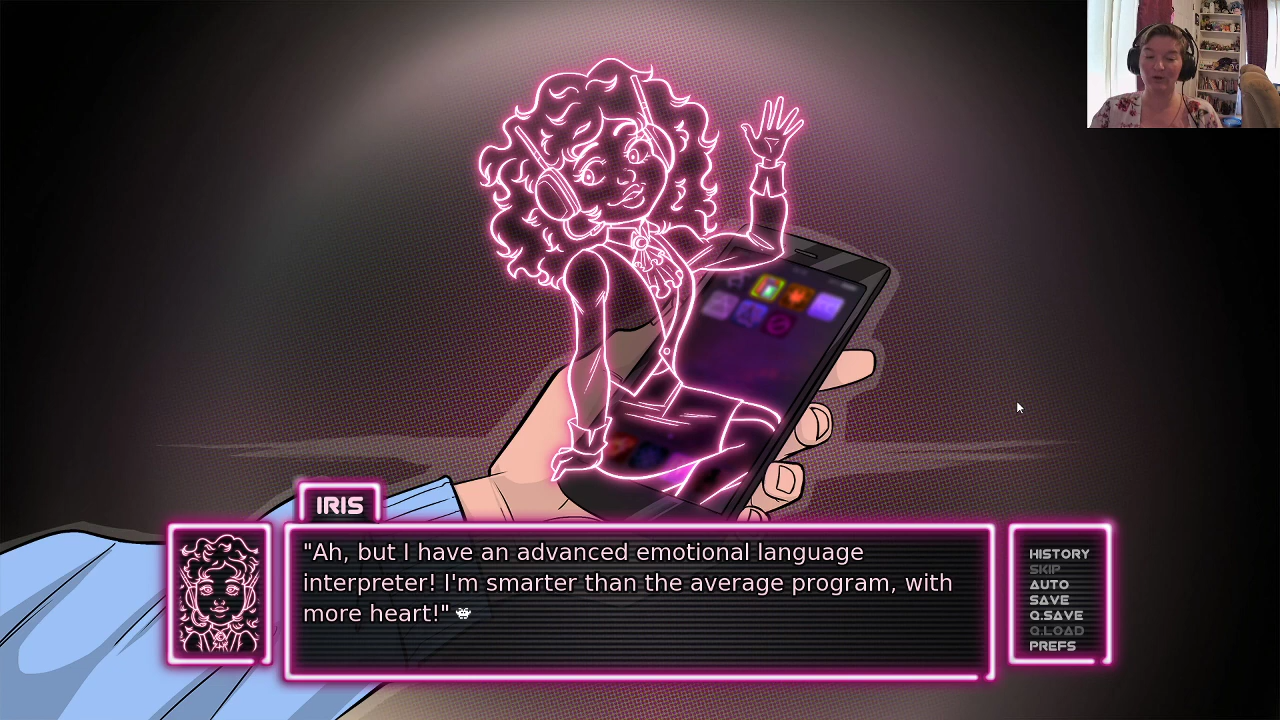 IRIS
"Ah, but I have an advanced emotional language
interpreter! I'm smarter than the average program, with
more heart!"
HISTORY
SKIP
AUTO
SAVE
Q.SAVE
Q.LOAD
PREFS